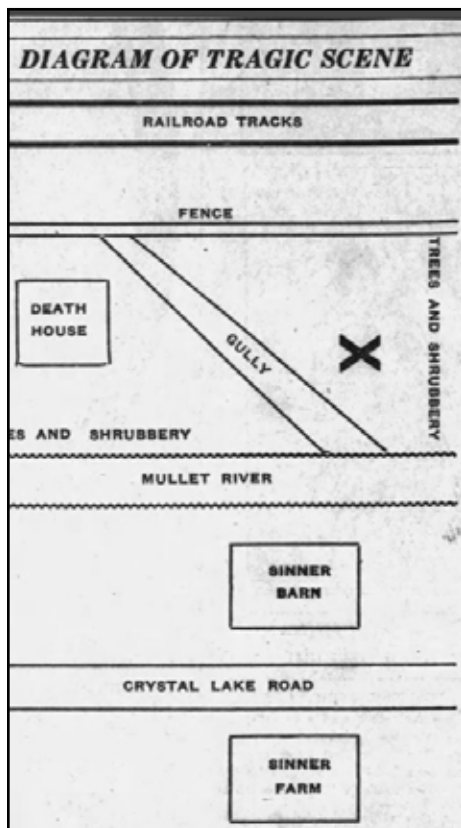 DIAGRAM OF TRAGIC SCENE
RAILROAD TRACKS
FENCE
TREES AND SHRUBBERY
DEATH
HOUSE
GULLY
X
ES AND SHRUBBERY
MULLET RIVER
SINNER
BARN
CRYSTAL LAKE ROAD
SINNER
FARM